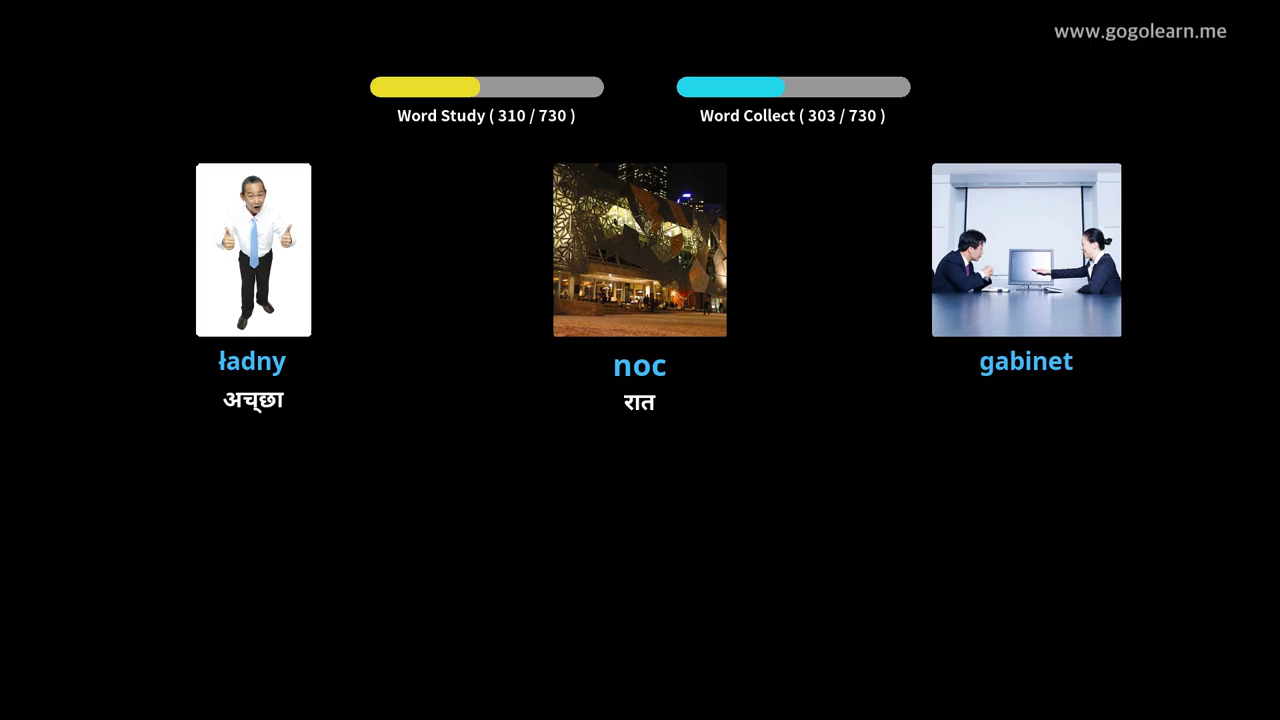 www.gogolearn.me
Word Study ( 310 / 730 )
Word Collect ( 303 / 730 )
ładny
noc
gabinet
अच्छा
रात